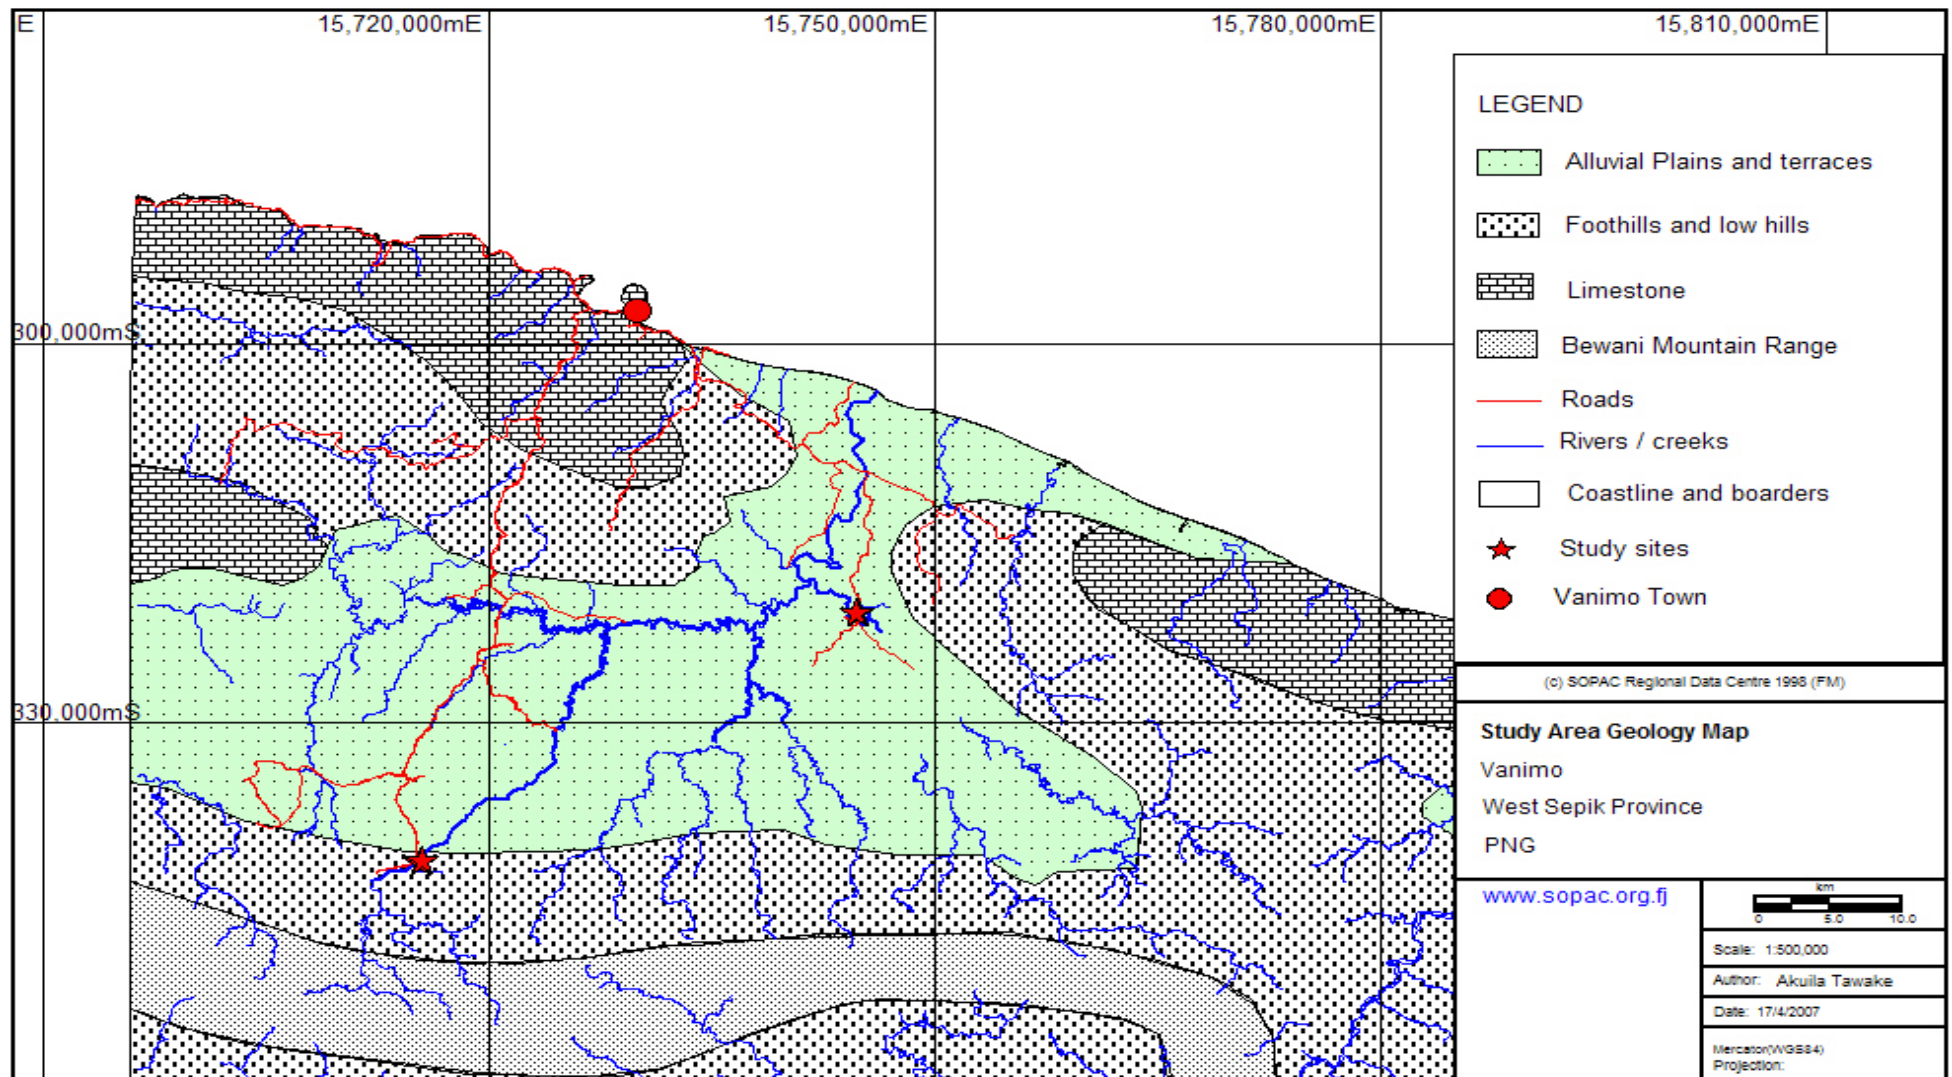 E
15,720,000mE
15,750,000mE
15,780,000mE
15,810,000mE
300,000mS
330,000mS
LEGEND
Alluvial Plains and terraces
Foothills and low hills
Limestone
Bewani Mountain Range
Roads
Rivers / creeks
Coastline and boarders
Study sites
Vanimo Town
(c) SOPAC Regional Data Centre 1998 (FM)
Study Area Geology Map
Vanimo
West Sepik Province
PNG
www.sopac.org.fj
km
0 5.0 10.0
Scale: 1:500,000
Author: Akuila Tawake
Date: 17/4/2007
Mercator(WGS84)
Projection: